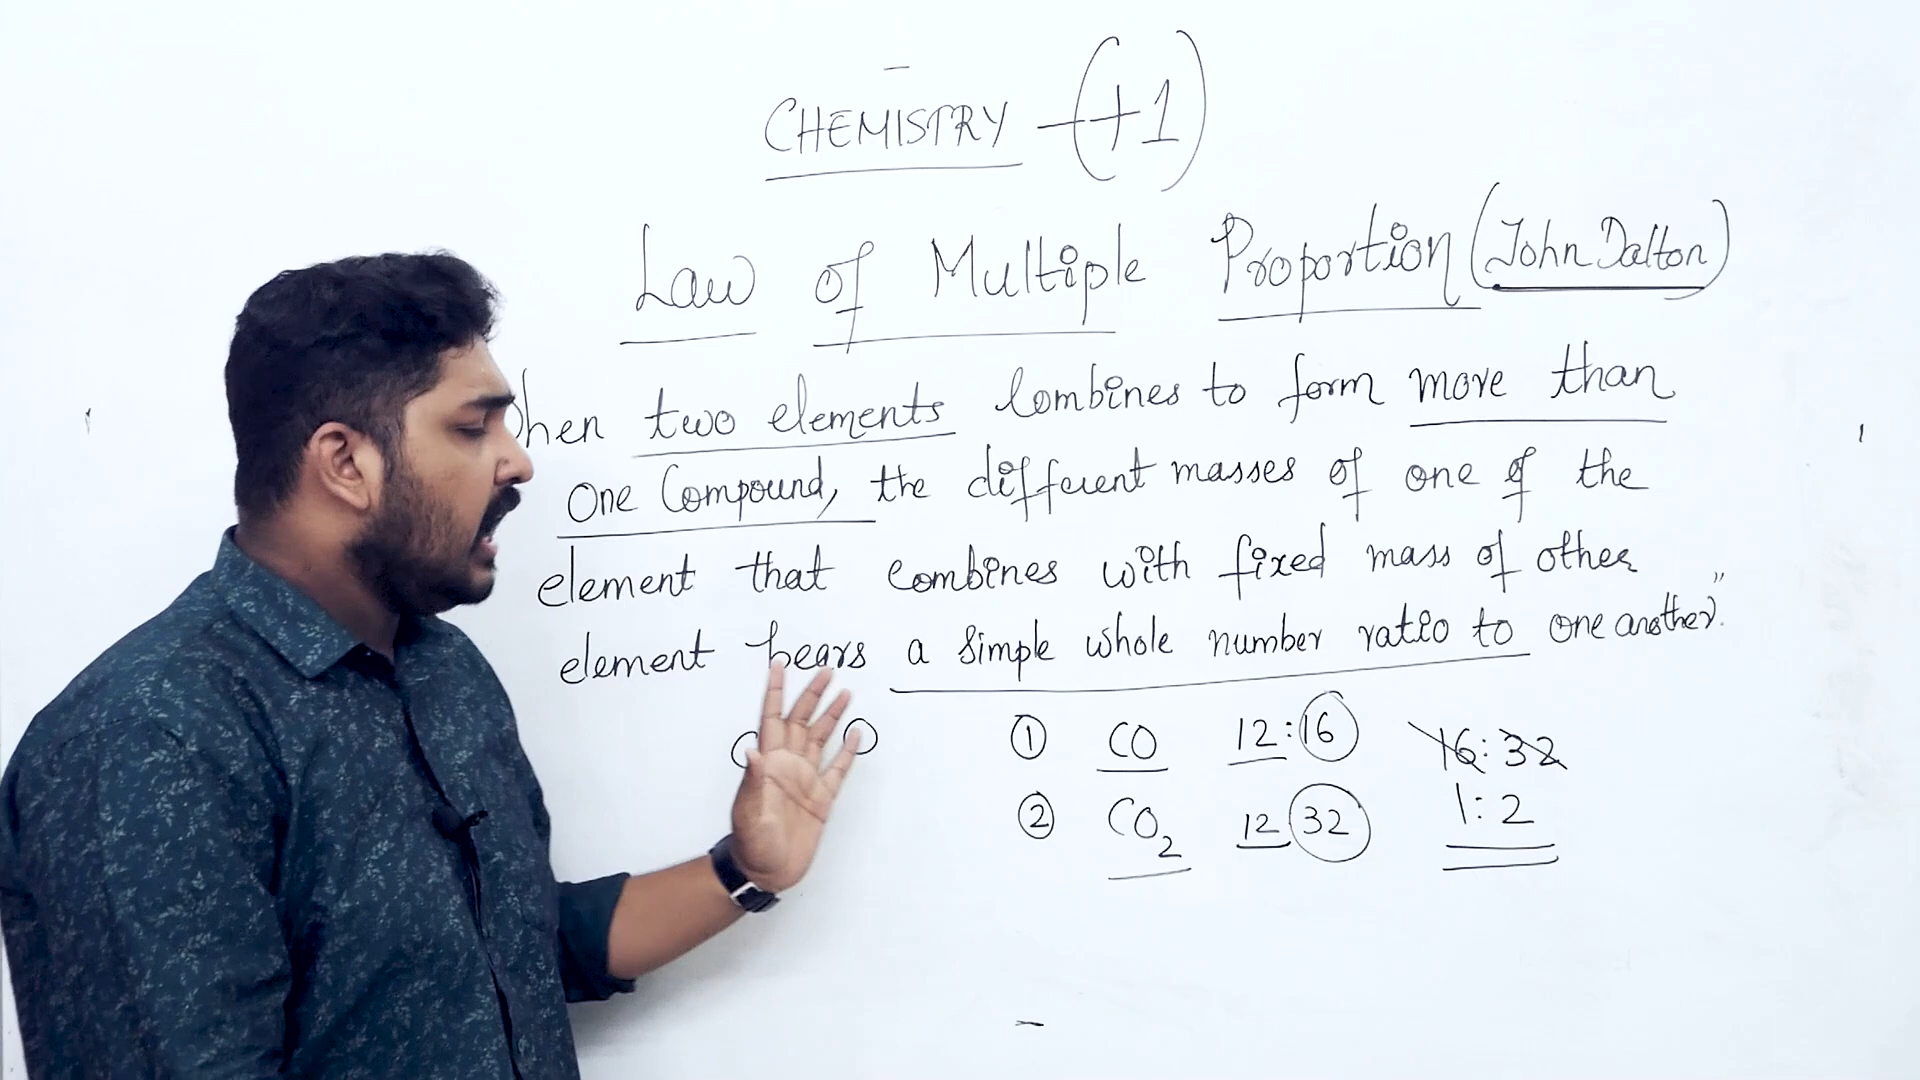 CHEMISTRY - (+1)
Law of Multiple Proportion (John Dalton)
When two elements Combines to form more than
One Compound, the different masses of one of the
element that combines with fixed mass of other
element bears a simple whole number ratio to one another."
C O ① CO 12:16 16:32
② CO₂ 12 32 1:2